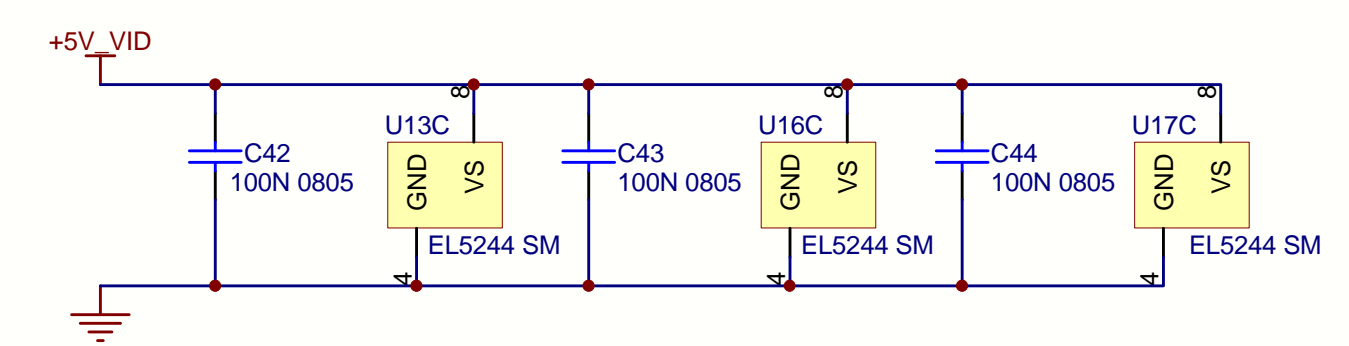 +5V_VID
8
8
8
U13C
U16C
U17C
C42
100N 0805
GND
VS
C43
100N 0805
GND
VS
C44
100N 0805
GND
VS
EL5244 SM
EL5244 SM
EL5244 SM
4
4
4